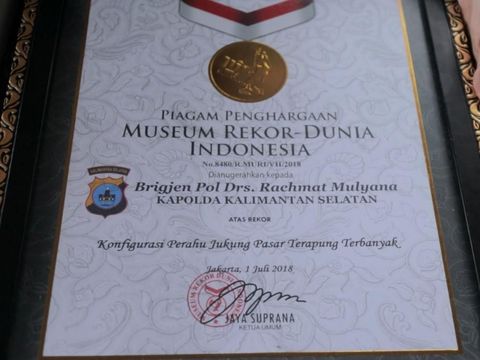 PIAGAM PENGHARGAAN
MUSEUM REKOR-DUNIA
INDONESIA
No.8480/R.MURI/VII/2018
Dianugerahkan kepada
Brigjen Pol Drs. Rachmat Mulyana
KAPOLDA KALIMANTAN SELATAN
ATAS REKOR
Konfigurasi Perahu Jukung Pasar Terapung Terbanyak
Jakarta, 1 Juli 2018
JAYA SUPRANA
KETUA UMUM